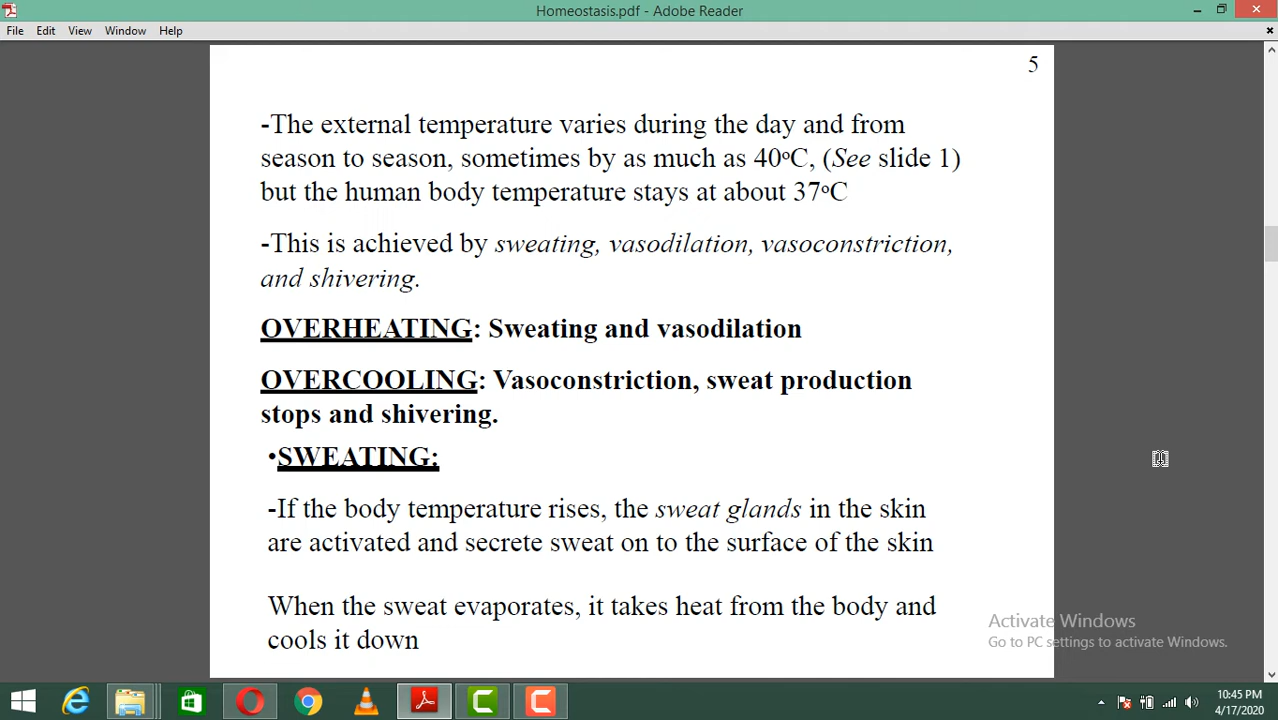 Homeostasis.pdf - Adobe Reader
File Edit View Window Help
5
-The external temperature varies during the day and from
season to season, sometimes by as much as 40ºC, (See slide 1)
but the human body temperature stays at about 37ºC
-This is achieved by sweating, vasodilation, vasoconstriction,
and shivering.
OVERHEATING: Sweating and vasodilation
OVERCOOLING: Vasoconstriction, sweat production
stops and shivering.
•SWEATING:
-If the body temperature rises, the sweat glands in the skin
are activated and secrete sweat on to the surface of the skin
When the sweat evaporates, it takes heat from the body and
cools it down
Activate Windows
Go to PC settings to activate Windows.
10:45 PM
4/17/2020